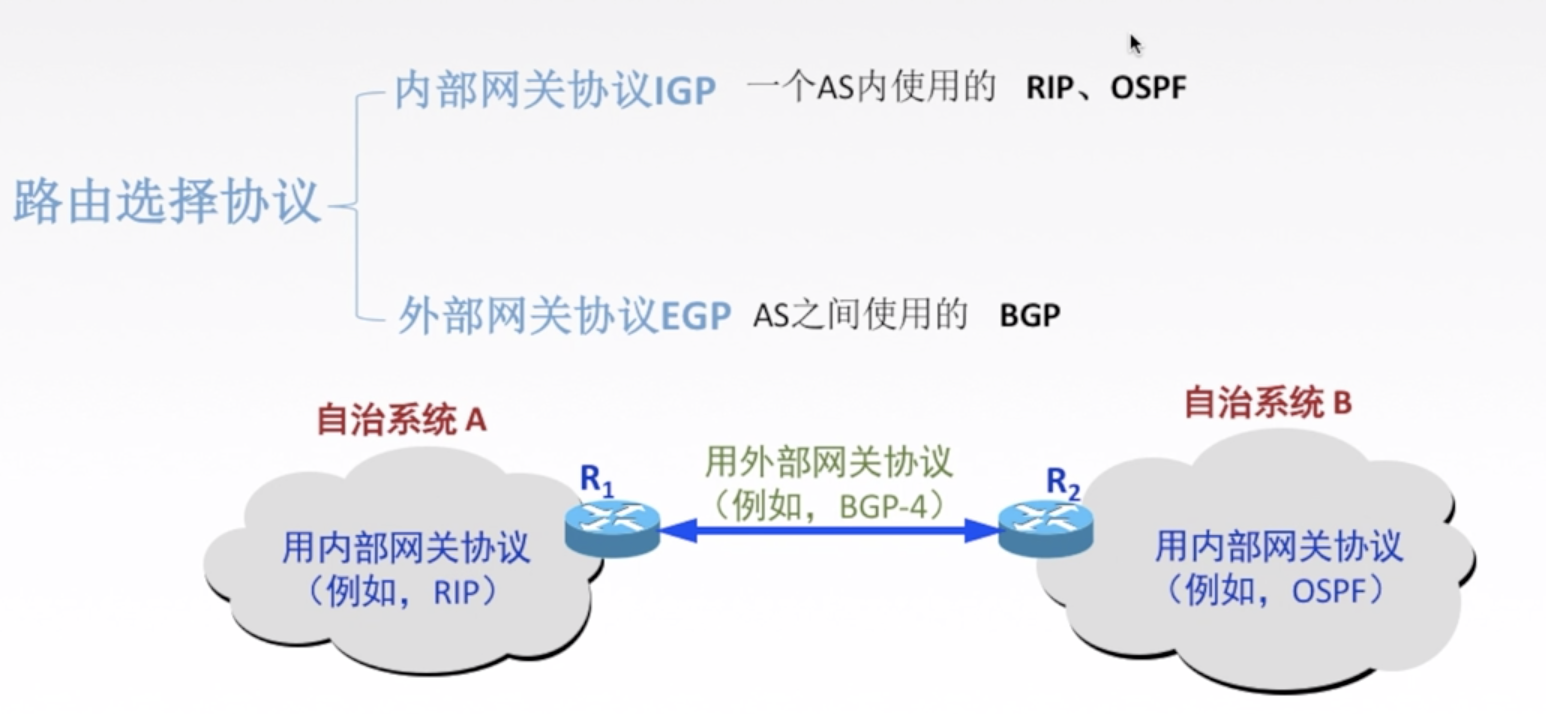 内部网关协议IGP 一个AS内使用的 RIP、OSPF
路由选择协议
外部网关协议EGP AS之间使用的 BGP
自治系统 A
自治系统 B
用外部网关协议
（例如，BGP-4）
R1
R2
用内部网关协议
（例如，RIP）
用内部网关协议
（例如，OSPF）